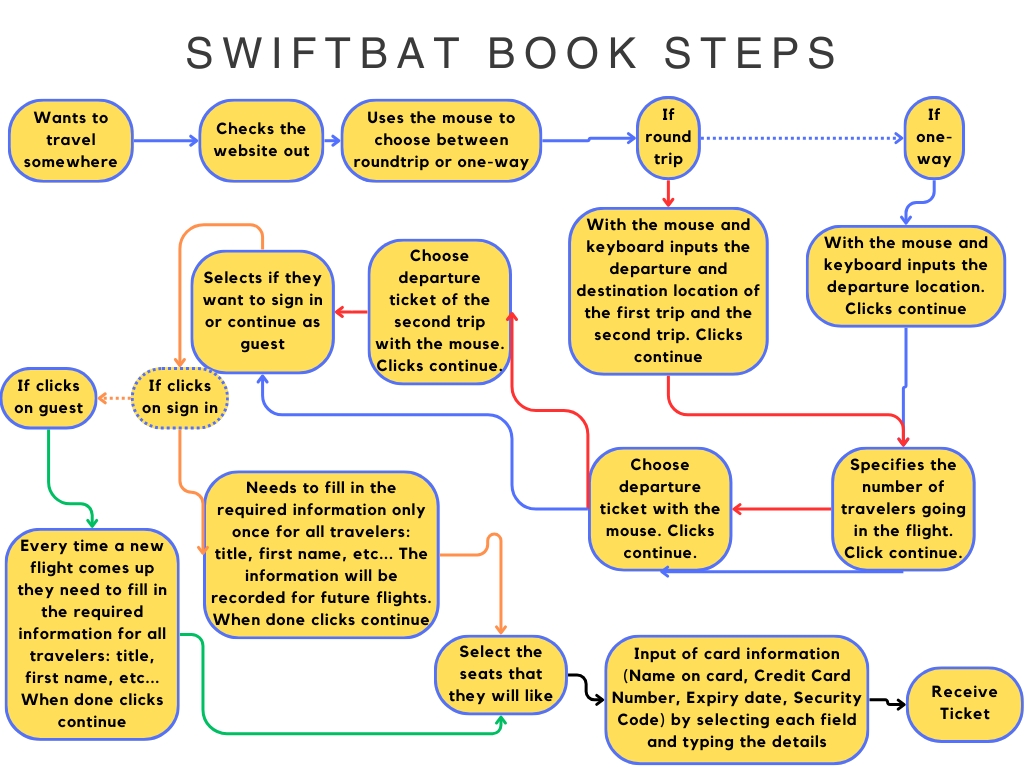 SWIFTBAT BOOK STEPS
Wants to
travel
somewhere
Checks the
website out
Uses the mouse to
choose between
roundtrip or one-way
If
round
trip
If
one-
way
With the mouse and
keyboard inputs the
departure and
destination location of
the first trip and the
second trip. Clicks
continue
With the mouse and
keyboard inputs the
departure location.
Clicks continue
Choose
departure
ticket of the
second trip
with the mouse.
Clicks continue.
Selects if they
want to sign in
or continue as
guest
If clicks
on guest
If clicks
on sign in
Choose
departure
ticket with the
mouse. Clicks
continue.
Specifies the
number of
travelers going
in the flight.
Click continue.
Needs to fill in the
required information only
once for all travelers:
title, first name, etc... The
information will be
recorded for future flights.
When done clicks continue
Every time a new
flight comes up
they need to fill in
the required
information for all
travelers: title,
first name, etc...
When done clicks
continue
Select the
seats that
they will like
Input of card information
(Name on card, Credit Card
Number, Expiry date, Security
Code) by selecting each field
and typing the details
Receive
Ticket